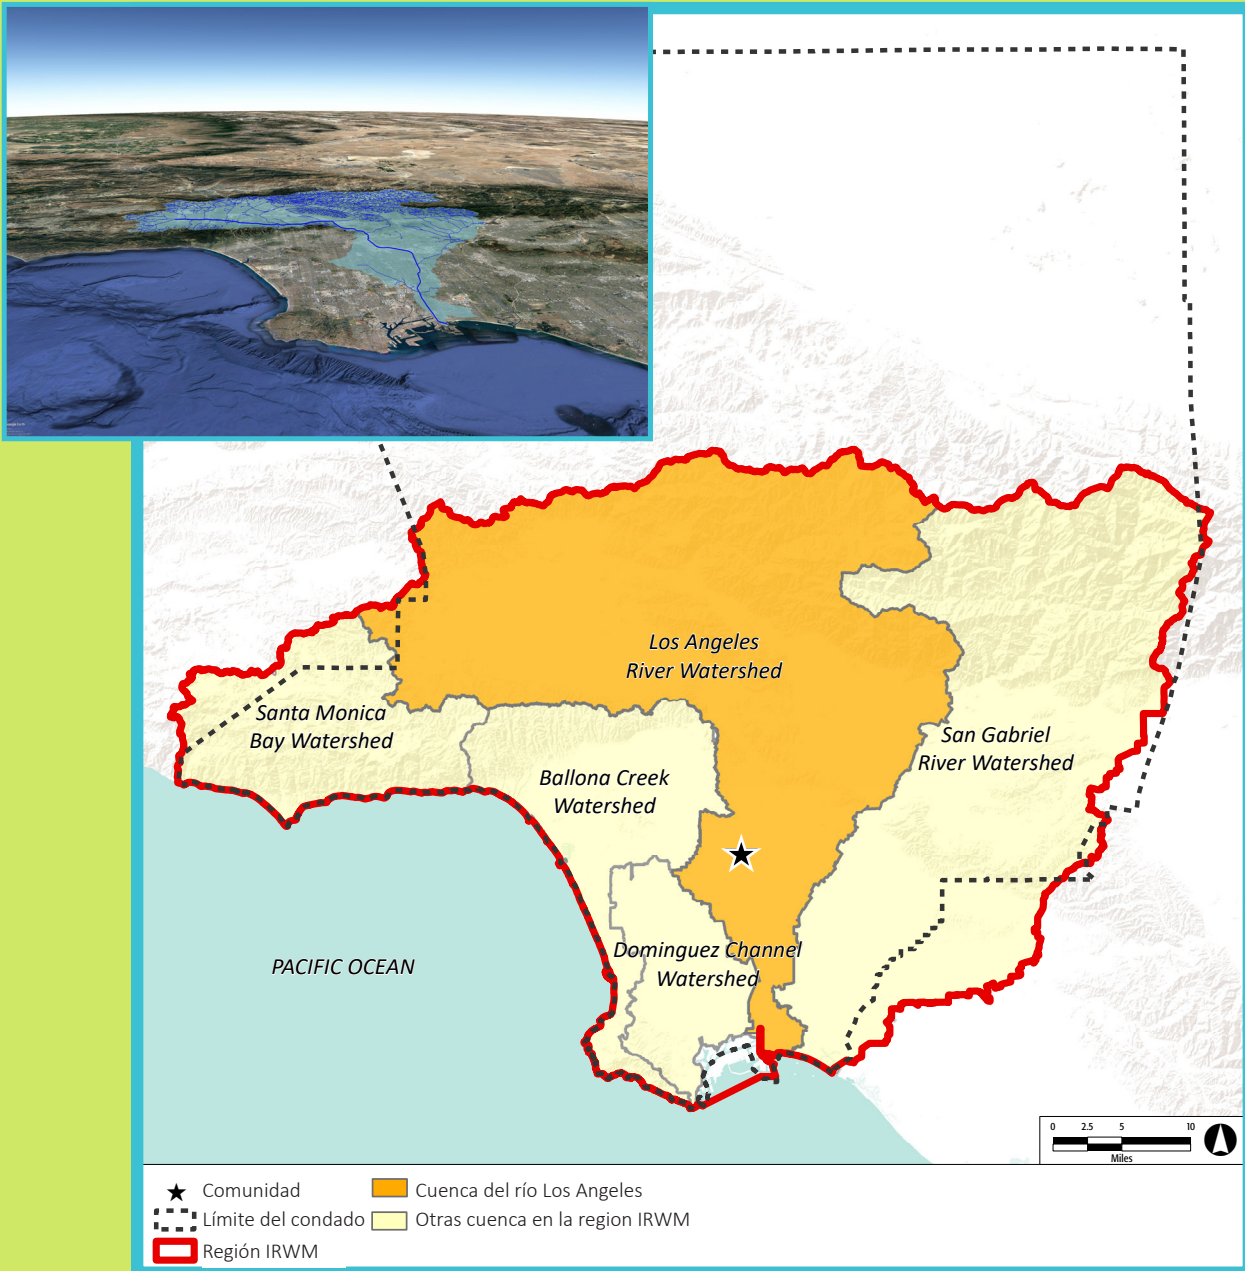 Los Angeles
River Watershed
Santa Monica
Bay Watershed
San Gabriel
River Watershed
Ballona Creek
Watershed
Dominguez Channel
Watershed
PACIFIC OCEAN
0 2.5 5 10
Miles
Comunidad
Cuenca del río Los Angeles
Límite del condado
Otras cuenca en la region IRWM
Región IRWM